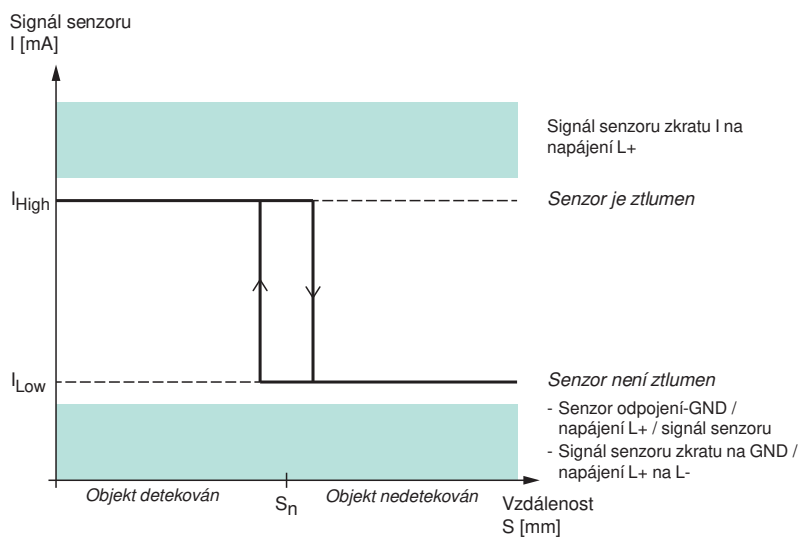 Signál senzoru
I [mA]
Signál senzoru zkratu I na
napájení L+
IHigh
Senzor je ztlumen
ILow
Senzor není ztlumen
- Senzor odpojení-GND /
napájení L+ / signál senzoru
- Signál senzoru zkratu na GND /
napájení L+ na L-
Objekt detekován
Sn
Objekt nedetekován
Vzdálenost
S [mm]